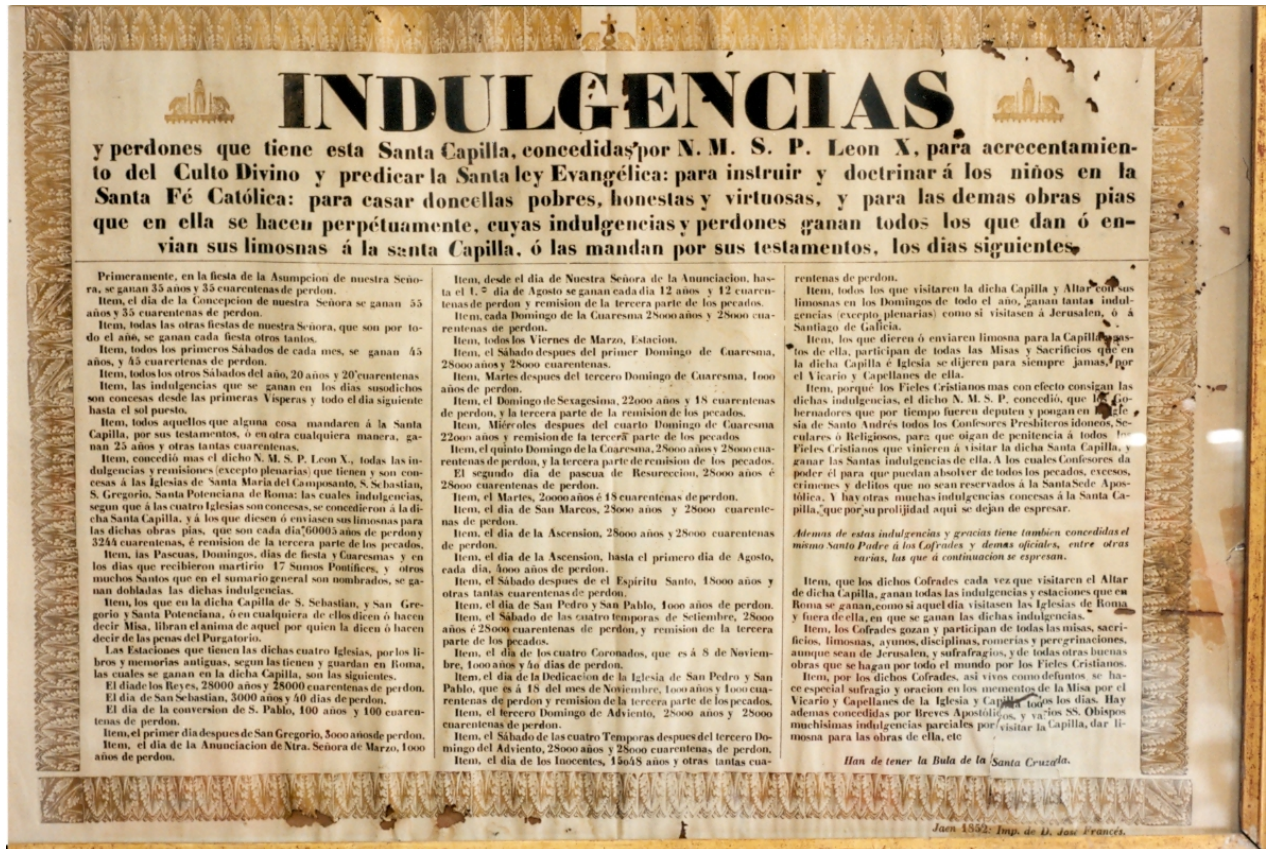 INDULGENCIAS
y perdones que tiene esta Santa Capilla, concedidas por N. M. S. P. Leon X, para acrecentamien-
to del Culto Divino y predicar la Santa ley Evangélica: para instruir y doctrinar á los niños en la
Santa Fé Católica: para casar doncellas pobres, honestas y virtuosas, y para las demas obras pias
que en ella se hacen perpétuamente, cuyas indulgencias y perdones ganan todos los que dan ó en-
vian sus limosnas á la santa Capilla, ó las mandan por sus testamentos, los dias siguientes.
Primeramente, en la fiesta de la Asumpcion de nuestra Seño-
ra, se ganan 35 años y 35 cuarentenas de perdon.
Item, el dia de la Concepcion de nuestra Señora se ganan 55
años y 35 cuarentenas de perdon.
Item, todas las otras fiestas de nuestra Señora, que son por to-
do el año, se ganan cada fiesta otros tantos.
Item, todos los primeros Sábados de cada mes, se ganan 45
años, y 45 cuarertenas de perdon.
Item, todos los otros Sábados del año, 20 años y 20 cuarentenas
Item, las indulgencias que se ganan en los dias susodichos
son concesas desde las primeras Visperas y todo el dia siguiente
hasta el sol puesto.
Item, todos aquellos que alguna cosa mandaren á la Santa
Capilla, por sus testamentos, ó en otra cualquiera manera, ga-
nan 25 años y otras tantas cuarentenas.
Item, concedió mas el dicho N. M. S. P. Leon X., todas las in-
dulgencias y remisiones (excepto plenarias) que tienen y son con-
cesas á las Iglesias de Santa Maria del Camposanto, S. Sebastian,
S. Gregorio, Santa Potenciana de Roma: las cuales indulgencias,
segun que á las cuatro Iglesias son concesas, se concedieron á la di-
cha Santa Capilla, y á los que diesen ó enviasen sus limosnas para
las dichas obras pias, que son cada dia 60005 años de perdon y
3244 cuarentenas, é remision de la tercera parte de los pecados.
Item, las Pascuas, Domingos, dias de fiesta y Cuaresmas y en
los dias que recibieron martirio 17 Sumos Pontifices, y otros
muchos Santos que en el sumario general son nombrados, se ga-
nan dobladas las dichas indulgencias.
Item, los que en la dicha Capilla de S. Sebastian, y San Gre-
gorio y Santa Potenciana, ó en cualquiera de ellos dicen ó hacen
decir Misa, libran el anima de aquel por quien la dicen ó hacen
decir de las penas del Purgatorio.
Las Estaciones que tienen las dichas cuatro Iglesias, por los li-
bros y memorias antiguas, segun las tienen y guardan en Roma,
las cuales se ganan en la dicha Capilla, son las siguientes.
El dia de los Reyes, 28000 años y 28000 cuarentenas de perdon.
El dia de San Sebastian, 3000 años y 40 dias de perdon.
El dia de la conversion de S. Pablo, 100 años y 100 cuaren-
tenas de perdon.
Item, el primer dia despues de San Gregorio, 3000 años de perdon.
Item, el dia de la Anunciacion de Ntra. Señora de Marzo, 1000
años de perdon.
Item, desde el dia de Nuestra Señora de la Anunciacion, has-
ta el 1.º dia de Agosto se ganan cada dia 12 años y 12 cuaren-
tenas de perdon y remision de la tercera parte de los pecados.
Item, cada Domingo de la Cuaresma 28000 años y 28000 cua-
rentenas de perdon.
Item, todos los Viernes de Marzo, Estacion.
Item, el Sábado despues del primer Domingo de Cuaresma,
28000 años y 28000 cuarentenas.
Item, Martes despues del tercero Domingo de Cuaresma, 1000
años de perdon.
Item, el Domingo de Sexagesima, 22000 años y 18 cuarentenas
de perdon, y la tercera parte de la remision de los pecados.
Item, Miércoles despues del cuarto Domingo de Cuaresma
22000 años y remision de la tercera parte de los pecados
Item, el quinto Domingo de la Cuaresma, 28000 años y 28000 cua-
rentenas de perdon, y la tercera parte de remision de los pecados.
El segundo dia de pascua de Resureccion, 28000 años é
28000 cuarentenas de perdon.
Item, el Martes, 20000 años é 18 cuarentenas de perdon.
Item, el dia de San Marcos, 28000 años y 28000 cuarente-
nas de perdon.
Item, el dia de la Ascension, 28000 años y 28000 cuarentenas
de perdon.
Item, el dia de la Ascension, hasta el primero dia de Agosto,
cada dia, 4000 años de perdon.
Item, el Sábado despues de el Espiritu Santo, 18000 años y
otras tantas cuarentenas de perdon.
Item, el dia de San Pedro y San Pablo, 1000 años de perdon.
Item, el Sábado de las cuatro temporas de Setiembre, 28000
años é 28000 cuarentenas de perdon, y remision de la tercera
parte de los pecados.
Item, el dia de los cuatro Coronados, que es á 8 de Noviem-
bre, 1000 años y 40 dias de perdon.
Item, el dia de la Dedicacion de la Iglesia de San Pedro y San
Pablo, que es á 18 del mes de Noviembre, 1000 años y 1000 cua-
rentenas de perdon y remision de la tercera parte de los pecados.
Item, el tercero Domingo de Adviento, 28000 años y 28000
cuarentenas de perdon.
Item, el Sábado de las cuatro Temporas despues del tercero Do-
mingo del Adviento, 28000 años y 28000 cuarentenas de perdon.
Item, el dia de los Inocentes, 15048 años y otras tantas cua-
rentenas de perdon.
Item, todos los que visitaren la dicha Capilla y Altar con sus
limosnas en los Domingos de todo el año, ganan tantas indul-
gencias (excepto plenarias) como si visitasen á Jerusalen, ó á
Santiago de Galicia.
Item, los que dieren ó enviaren limosna para la Capilla, gas-
tos de ella, participan de todas las Misas y Sacrificios que en
la dicha Capilla é Iglesia se dijeren para siempre jamas, por
el Vicario y Capellanes de ella.
Item, porqué los Fieles Cristianos mas con efecto consigan las
dichas indulgencias, el dicho N. M. S. P. concedió, que los Go-
bernadores que por tiempo fueren deputen y pongan en Igle
sia de Santo Andrés todos los Confesores Presbiteros idoneos, Se-
culares ó Religiosos, para que oigan de penitencia á todos los
Fieles Cristianos que vinieren á visitar la dicha Santa Capilla, y
ganar las Santas indulgencias de ella. A los cuales Confesores da
poder él para que puedan absolver de todos los pecados, excesos,
crimenes y delitos que no sean reservados á la Santa Sede Apos-
tólica. Y hay otras muchas indulgencias concesas á la Santa Ca-
pilla, que por su prolijidad aqui se dejan de espresar.
Ademas de estas indulgencias y gracias tiene tambien concedidas el
mismo Santo Padre á los Cofrades y demas oficiales, entre otras
varias, las que á continuacion se espresan.
Item, que los dichos Cofrades cada vez que visitaren el Altar
de dicha Capilla, ganan todas las indulgencias y estaciones que en
Roma se ganan, como si aquel dia visitasen las Iglesias de Roma
y fuera de ella, en que se ganan las dichas indulgencias.
Item, los Cofrades gozan y participan de todas las misas, sacri-
ficios, limosnas, ayunos, disciplinas, romerias y peregrinaciones,
aunque sean de Jerusalen, y sufrafragios, y de todas otras buenas
obras que se hagan por todo el mundo por los Fieles Cristianos.
Item, por los dichos Cofrades, asi vivos como defuntos, se ha-
ce especial sufragio y oracion en los mementos de la Misa por el
Vicario y Capellanes de la Iglesia y Capilla todos los dias. Hay
ademas concedidas por Breves Apostólicos, y varios SS. Obispos
muchisimas indulgencias parciales por visitar la Capilla, dar li-
mosna para las obras de ella, etc
Han de tener la Bula de la Santa Cruzada.
Jaen 1852: Imp. de D. José Francés.